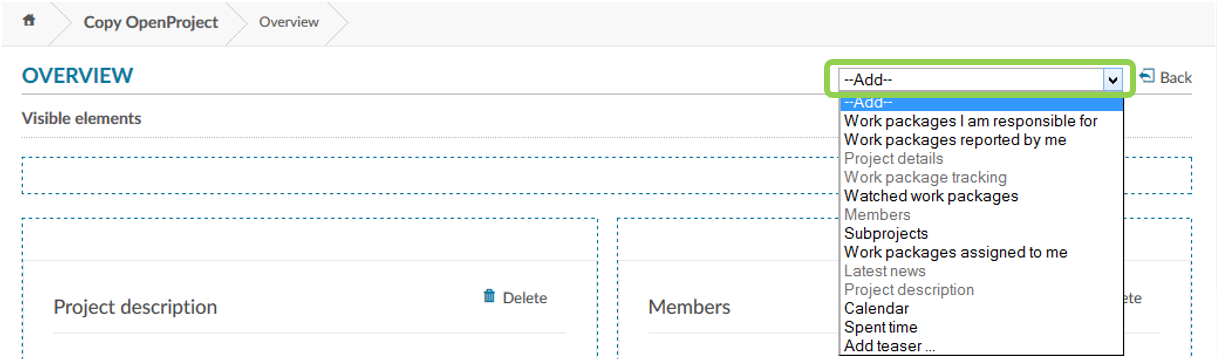 Copy OpenProject Overview
OVERVIEW
--Add-- Back
Visible elements
--Add--
Work packages I am responsible for
Work packages reported by me
Project details
Work package tracking
Watched work packages
Members
Subprojects
Work packages assigned to me
Latest news
Project description
Calendar
Spent time
Add teaser ...
Project description Delete
Members